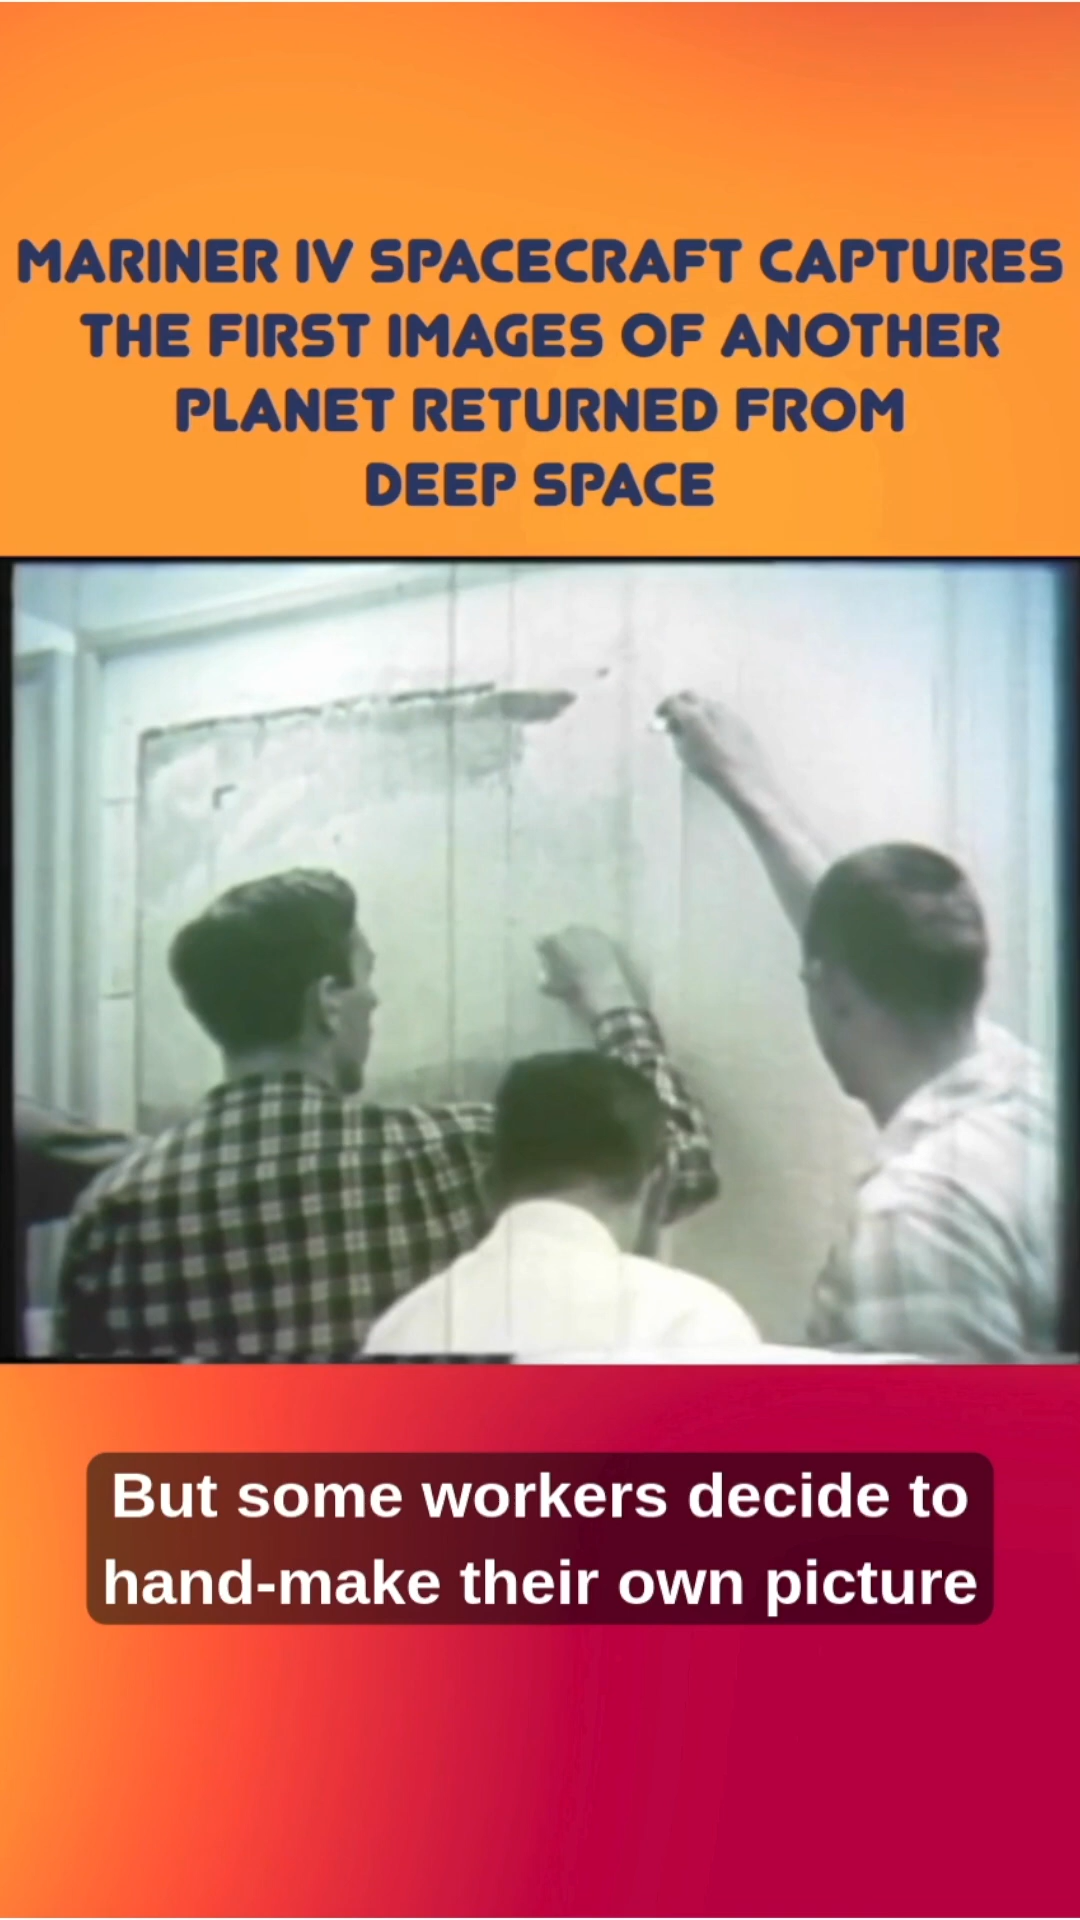 MARINER IV SPACECRAFT CAPTURES
THE FIRST IMAGES OF ANOTHER
PLANET RETURNED FROM
DEEP SPACE
But some workers decide to
hand-make their own picture